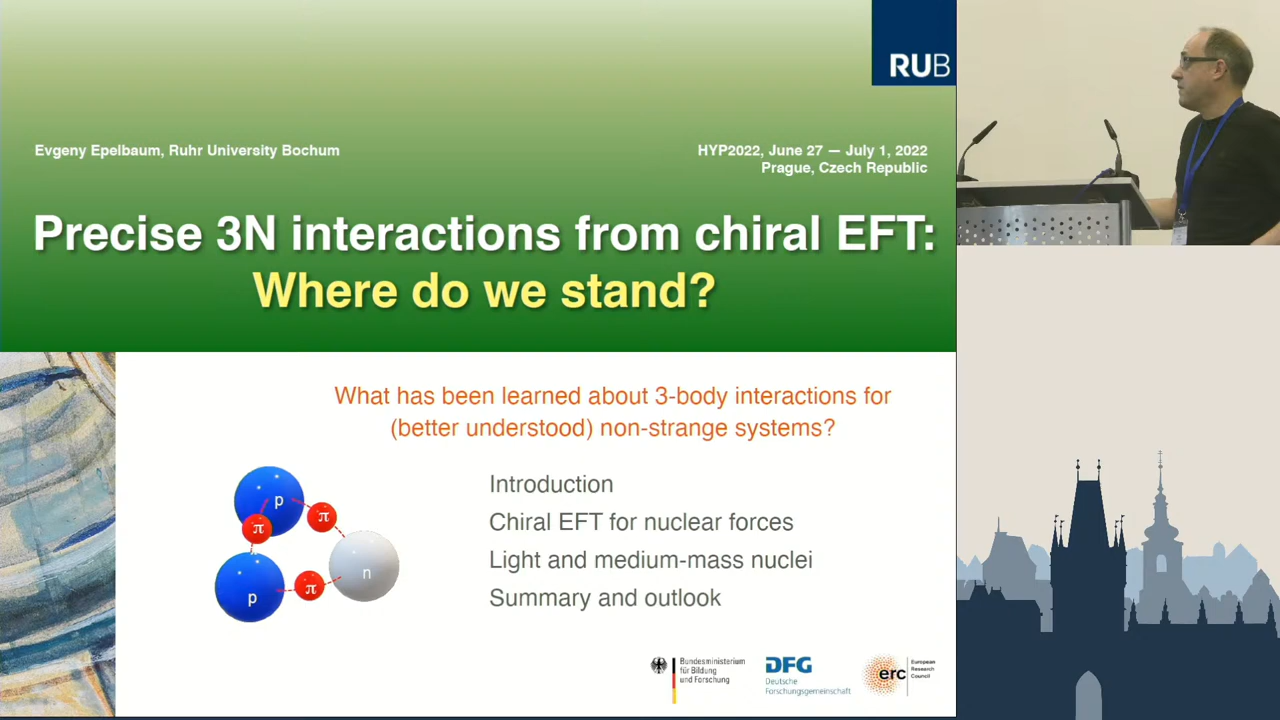 RUB
Evgeny Epelbaum, Ruhr University Bochum
HYP2022, June 27 — July 1, 2022
Prague, Czech Republic
Precise 3N interactions from chiral EFT:
Where do we stand?
What has been learned about 3-body interactions for
(better understood) non-strange systems?
p
π
π
n
p
π
Introduction
Chiral EFT for nuclear forces
Light and medium-mass nuclei
Summary and outlook
Bundesministerium
für Bildung
und Forschung
DFG
Deutsche
Forschungsgemeinschaft
erc
European
Research
Council